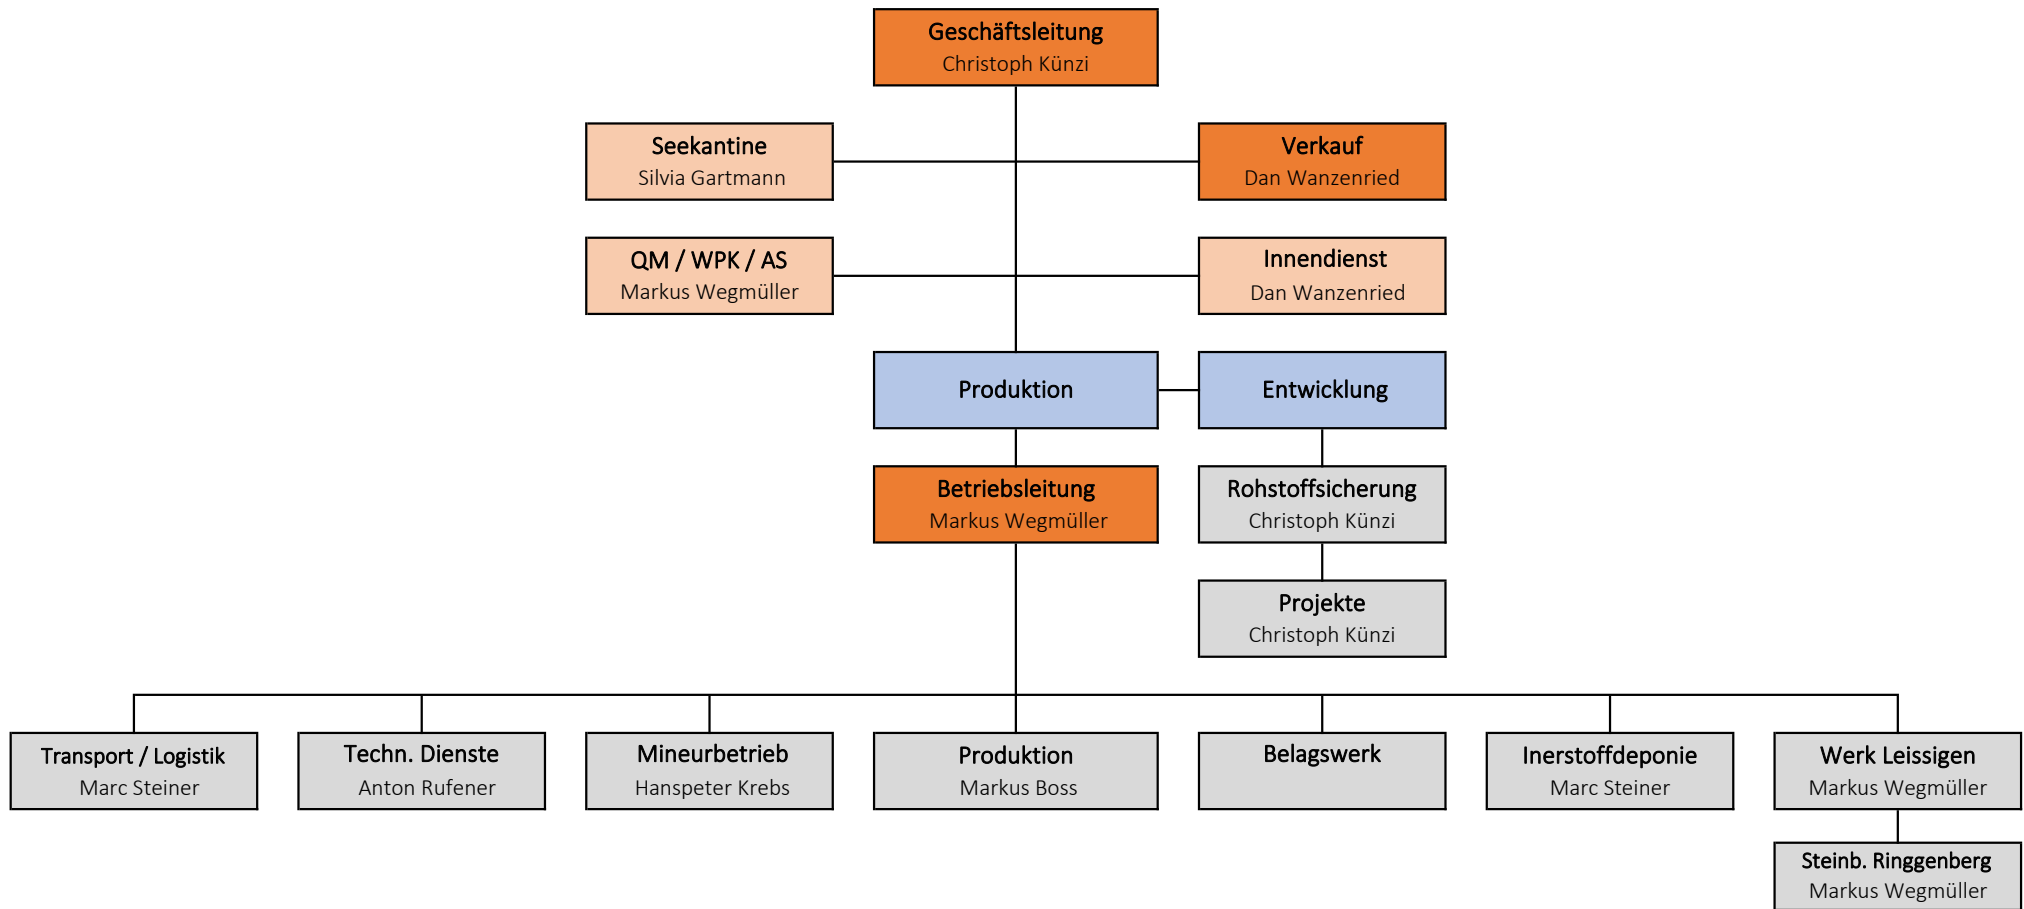 Geschäftsleitung
Christoph Künzi
Seekantine
Silvia Gartmann
Verkauf
Dan Wanzenried
QM / WPK / AS
Markus Wegmüller
Innendienst
Dan Wanzenried
Produktion
Entwicklung
Betriebsleitung
Markus Wegmüller
Rohstoffsicherung
Christoph Künzi
Projekte
Christoph Künzi
Transport / Logistik
Marc Steiner
Techn. Dienste
Anton Rufener
Mineurbetrieb
Hanspeter Krebs
Produktion
Markus Boss
Belagswerk
Inerstoffdeponie
Marc Steiner
Werk Leissigen
Markus Wegmüller
Steinb. Ringgenberg
Markus Wegmüller